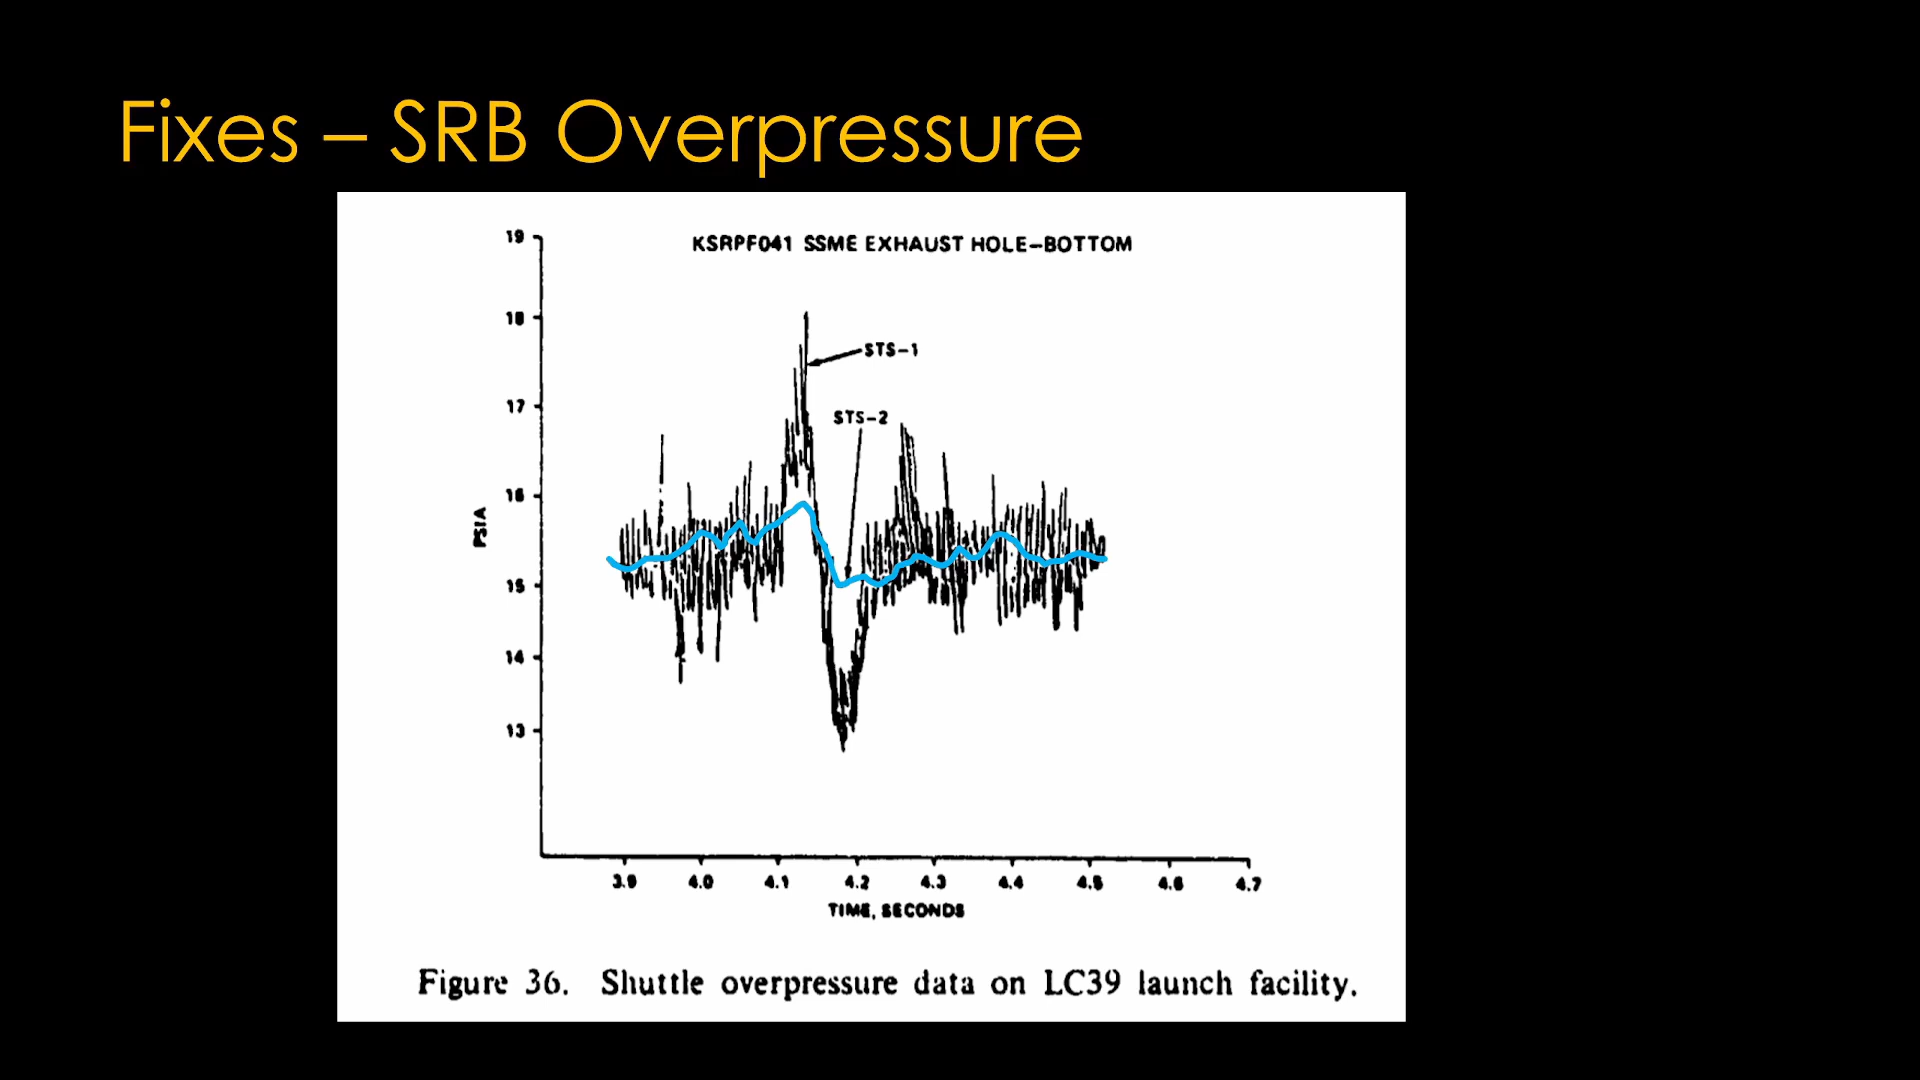 Fixes – SRB Overpressure
KSRPF041 SSME EXHAUST HOLE–BOTTOM
19
18
STS–1
17
STS–2
16
PSIA
15
14
13
3.9 4.0 4.1 4.2 4.3 4.4 4.5 4.6 4.7
TIME, SECONDS
Figure 36. Shuttle overpressure data on LC39 launch facility.